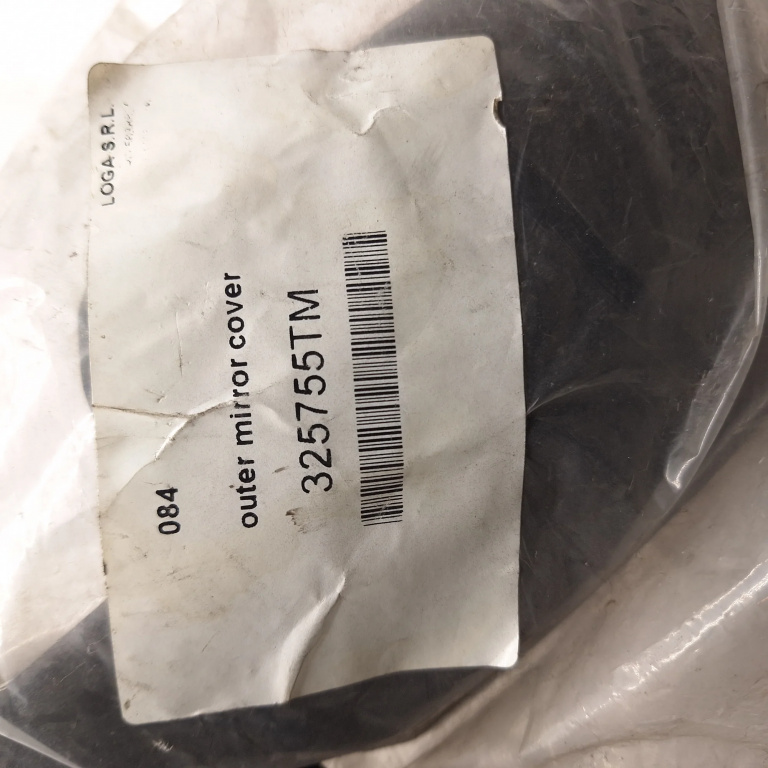 LOGA S.R.L.
084
outer mirror cover
325755TM